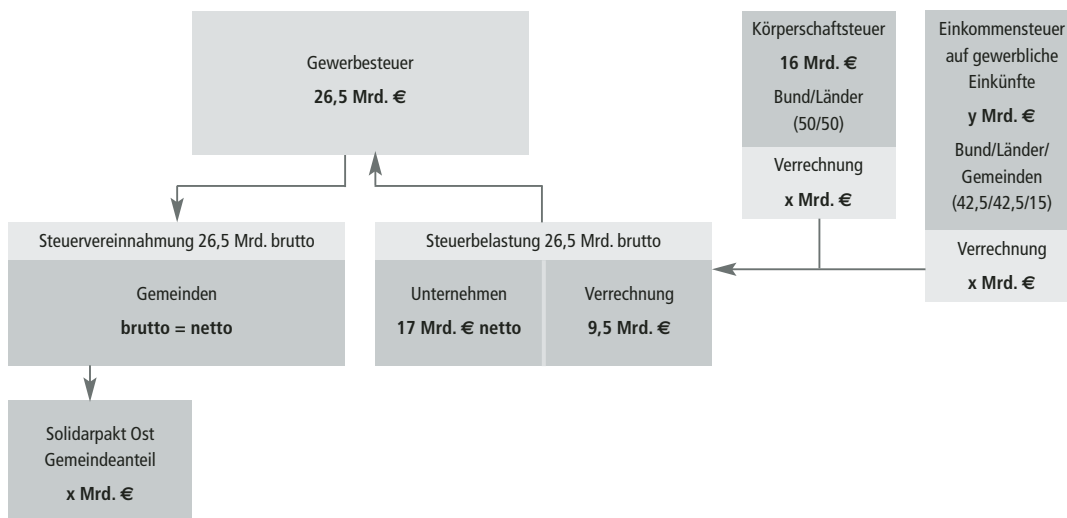 Gewerbesteuer
26,5 Mrd. €
Körperschaftsteuer
16 Mrd. €
Bund/Länder
(50/50)
Verrechnung
x Mrd. €
Einkommensteuer
auf gewerbliche
Einkünfte
y Mrd. €
Bund/Länder/
Gemeinden
(42,5/42,5/15)
Verrechnung
x Mrd. €
Steuervereinnahmung 26,5 Mrd. brutto
Gemeinden
brutto = netto
Steuerbelastung 26,5 Mrd. brutto
Unternehmen
17 Mrd. € netto
Verrechnung
9,5 Mrd. €
Solidarpakt Ost
Gemeindeanteil
x Mrd. €